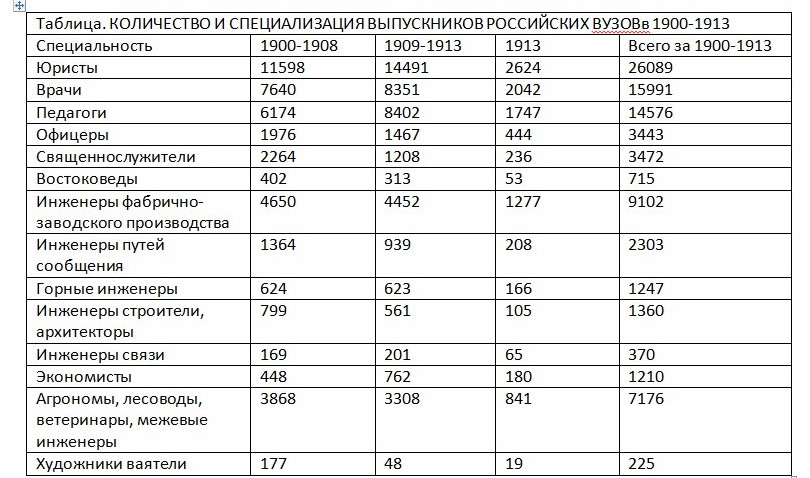 Таблица. КОЛИЧЕСТВО И СПЕЦИАЛИЗАЦИЯ ВЫПУСКНИКОВ РОССИЙСКИХ ВУЗОВв 1900-1913
Специальность 1900-1908 1909-1913 1913 Всего за 1900-1913
Юристы 11598 14491 2624 26089
Врачи 7640 8351 2042 15991
Педагоги 6174 8402 1747 14576
Офицеры 1976 1467 444 3443
Священнослужители 2264 1208 236 3472
Востоковеды 402 313 53 715
Инженеры фабрично- 4650 4452 1277 9102
заводского производства
Инженеры путей 1364 939 208 2303
сообщения
Горные инженеры 624 623 166 1247
Инженеры строители, 799 561 105 1360
архитекторы
Инженеры связи 169 201 65 370
Экономисты 448 762 180 1210
Агрономы, лесоводы, 3868 3308 841 7176
ветеринары, межевые
инженеры
Художники ваятели 177 48 19 225